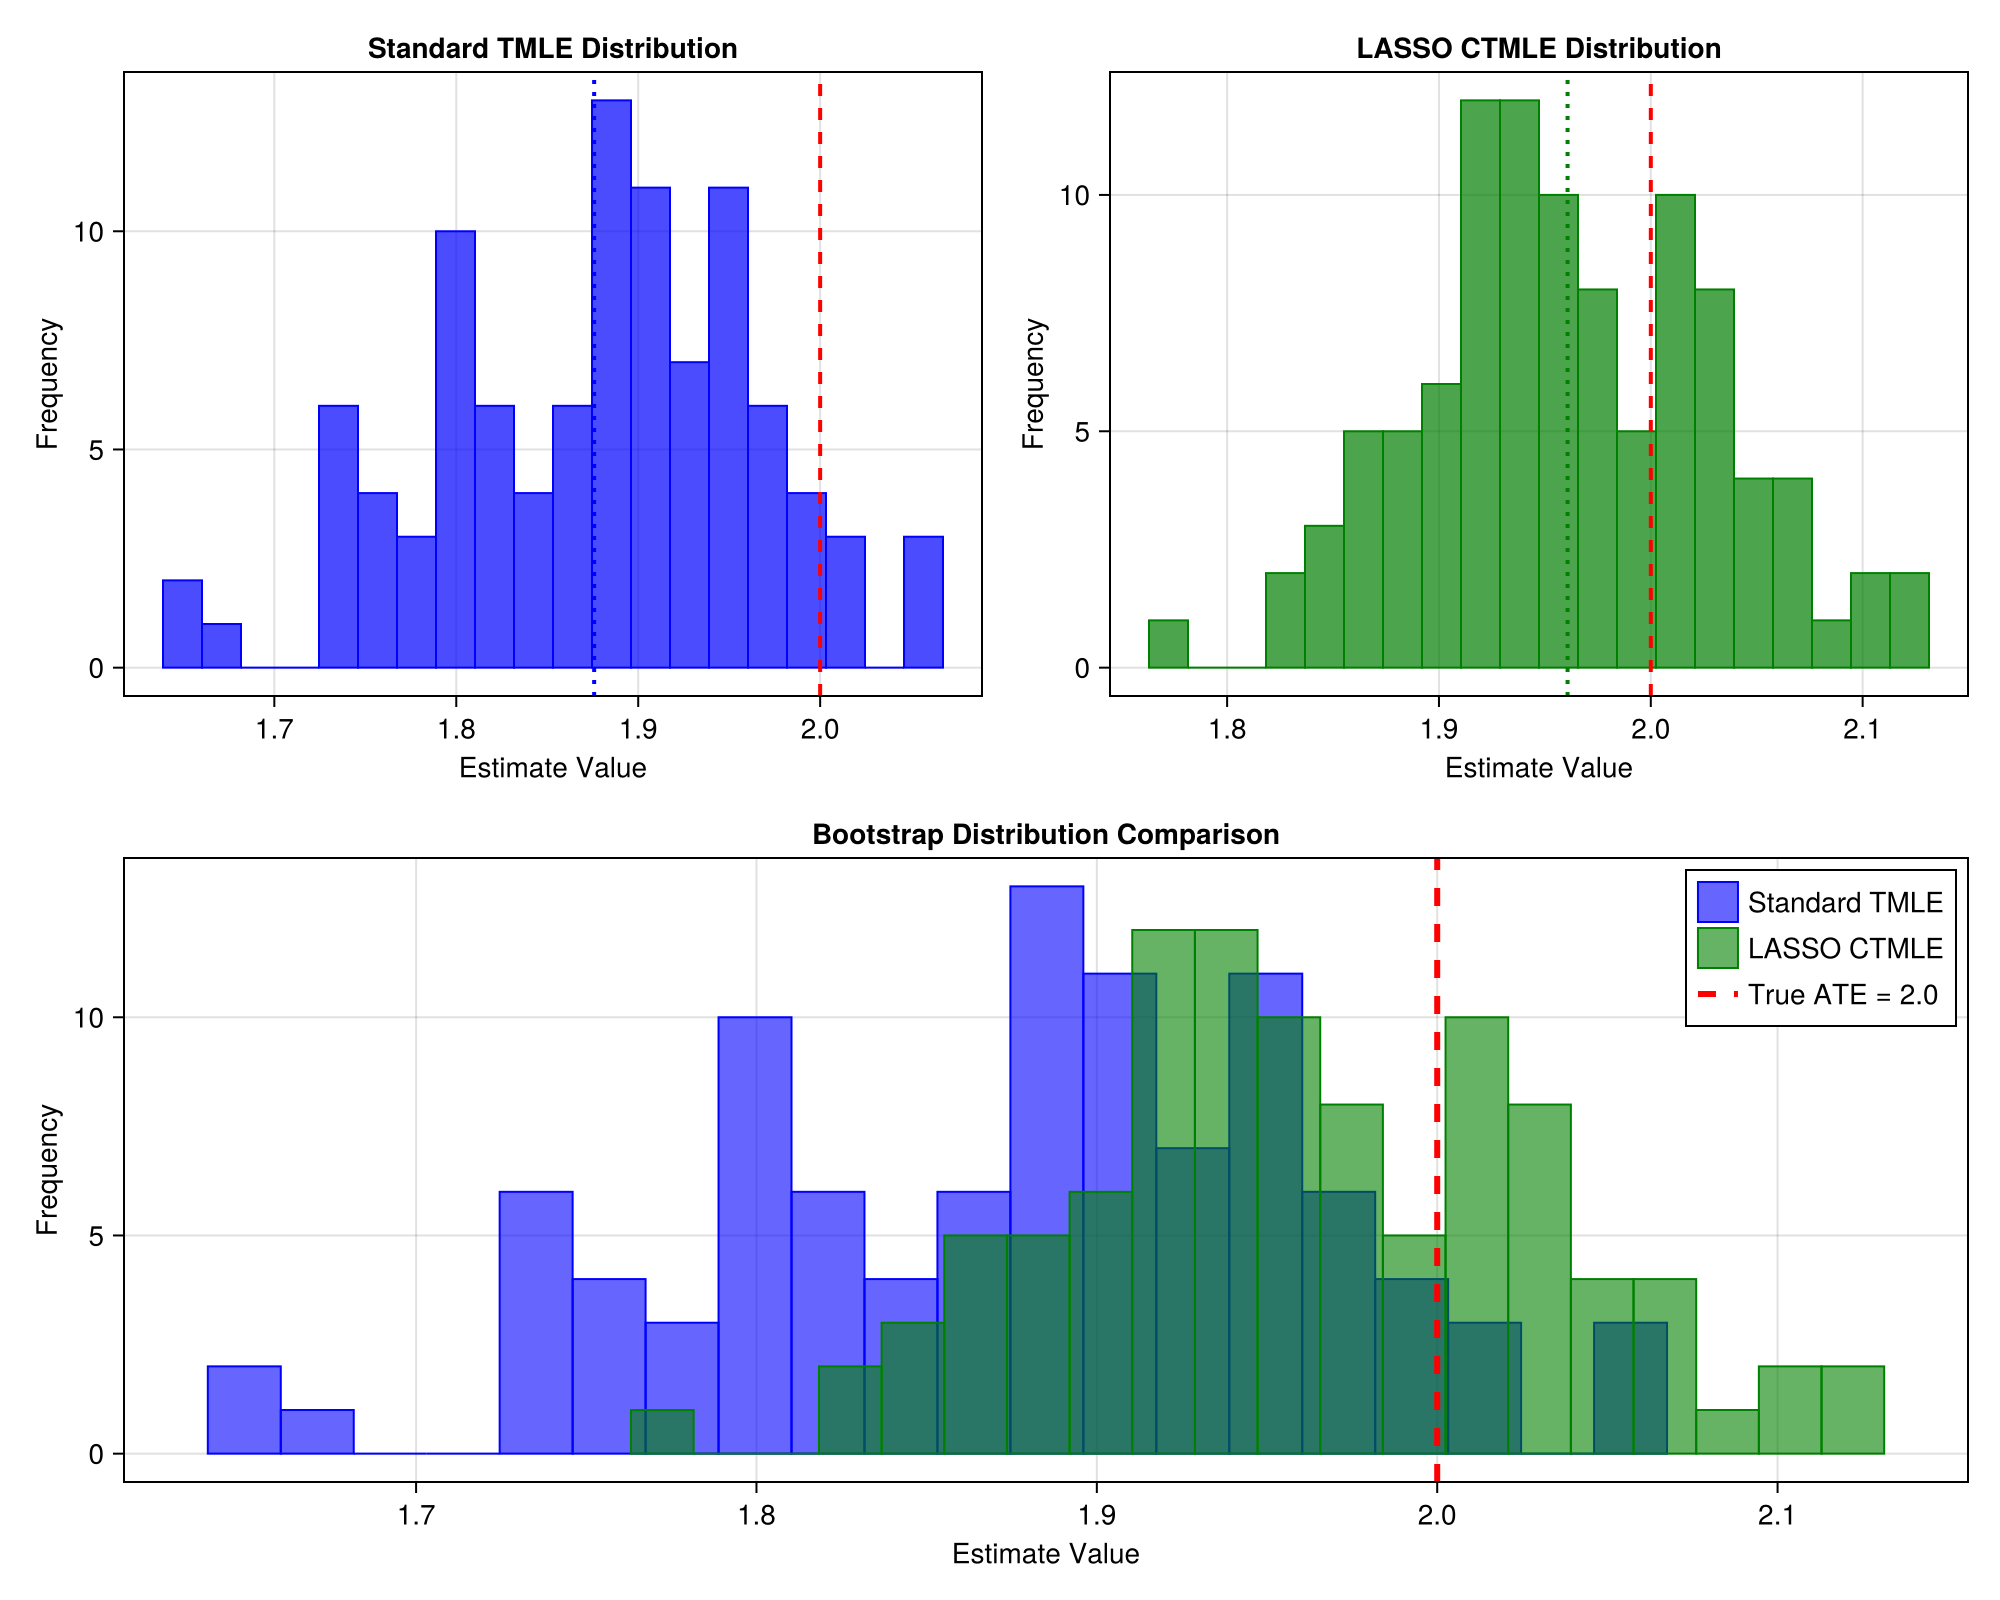 Standard TMLE Distribution
Frequency
10
5
0
1.7 1.8 1.9 2.0
Estimate Value
LASSO CTMLE Distribution
Frequency
10
5
0
1.8 1.9 2.0 2.1
Estimate Value
Bootstrap Distribution Comparison
Frequency
10
5
0
1.7 1.8 1.9 2.0 2.1
Estimate Value
Standard TMLE
LASSO CTMLE
True ATE = 2.0